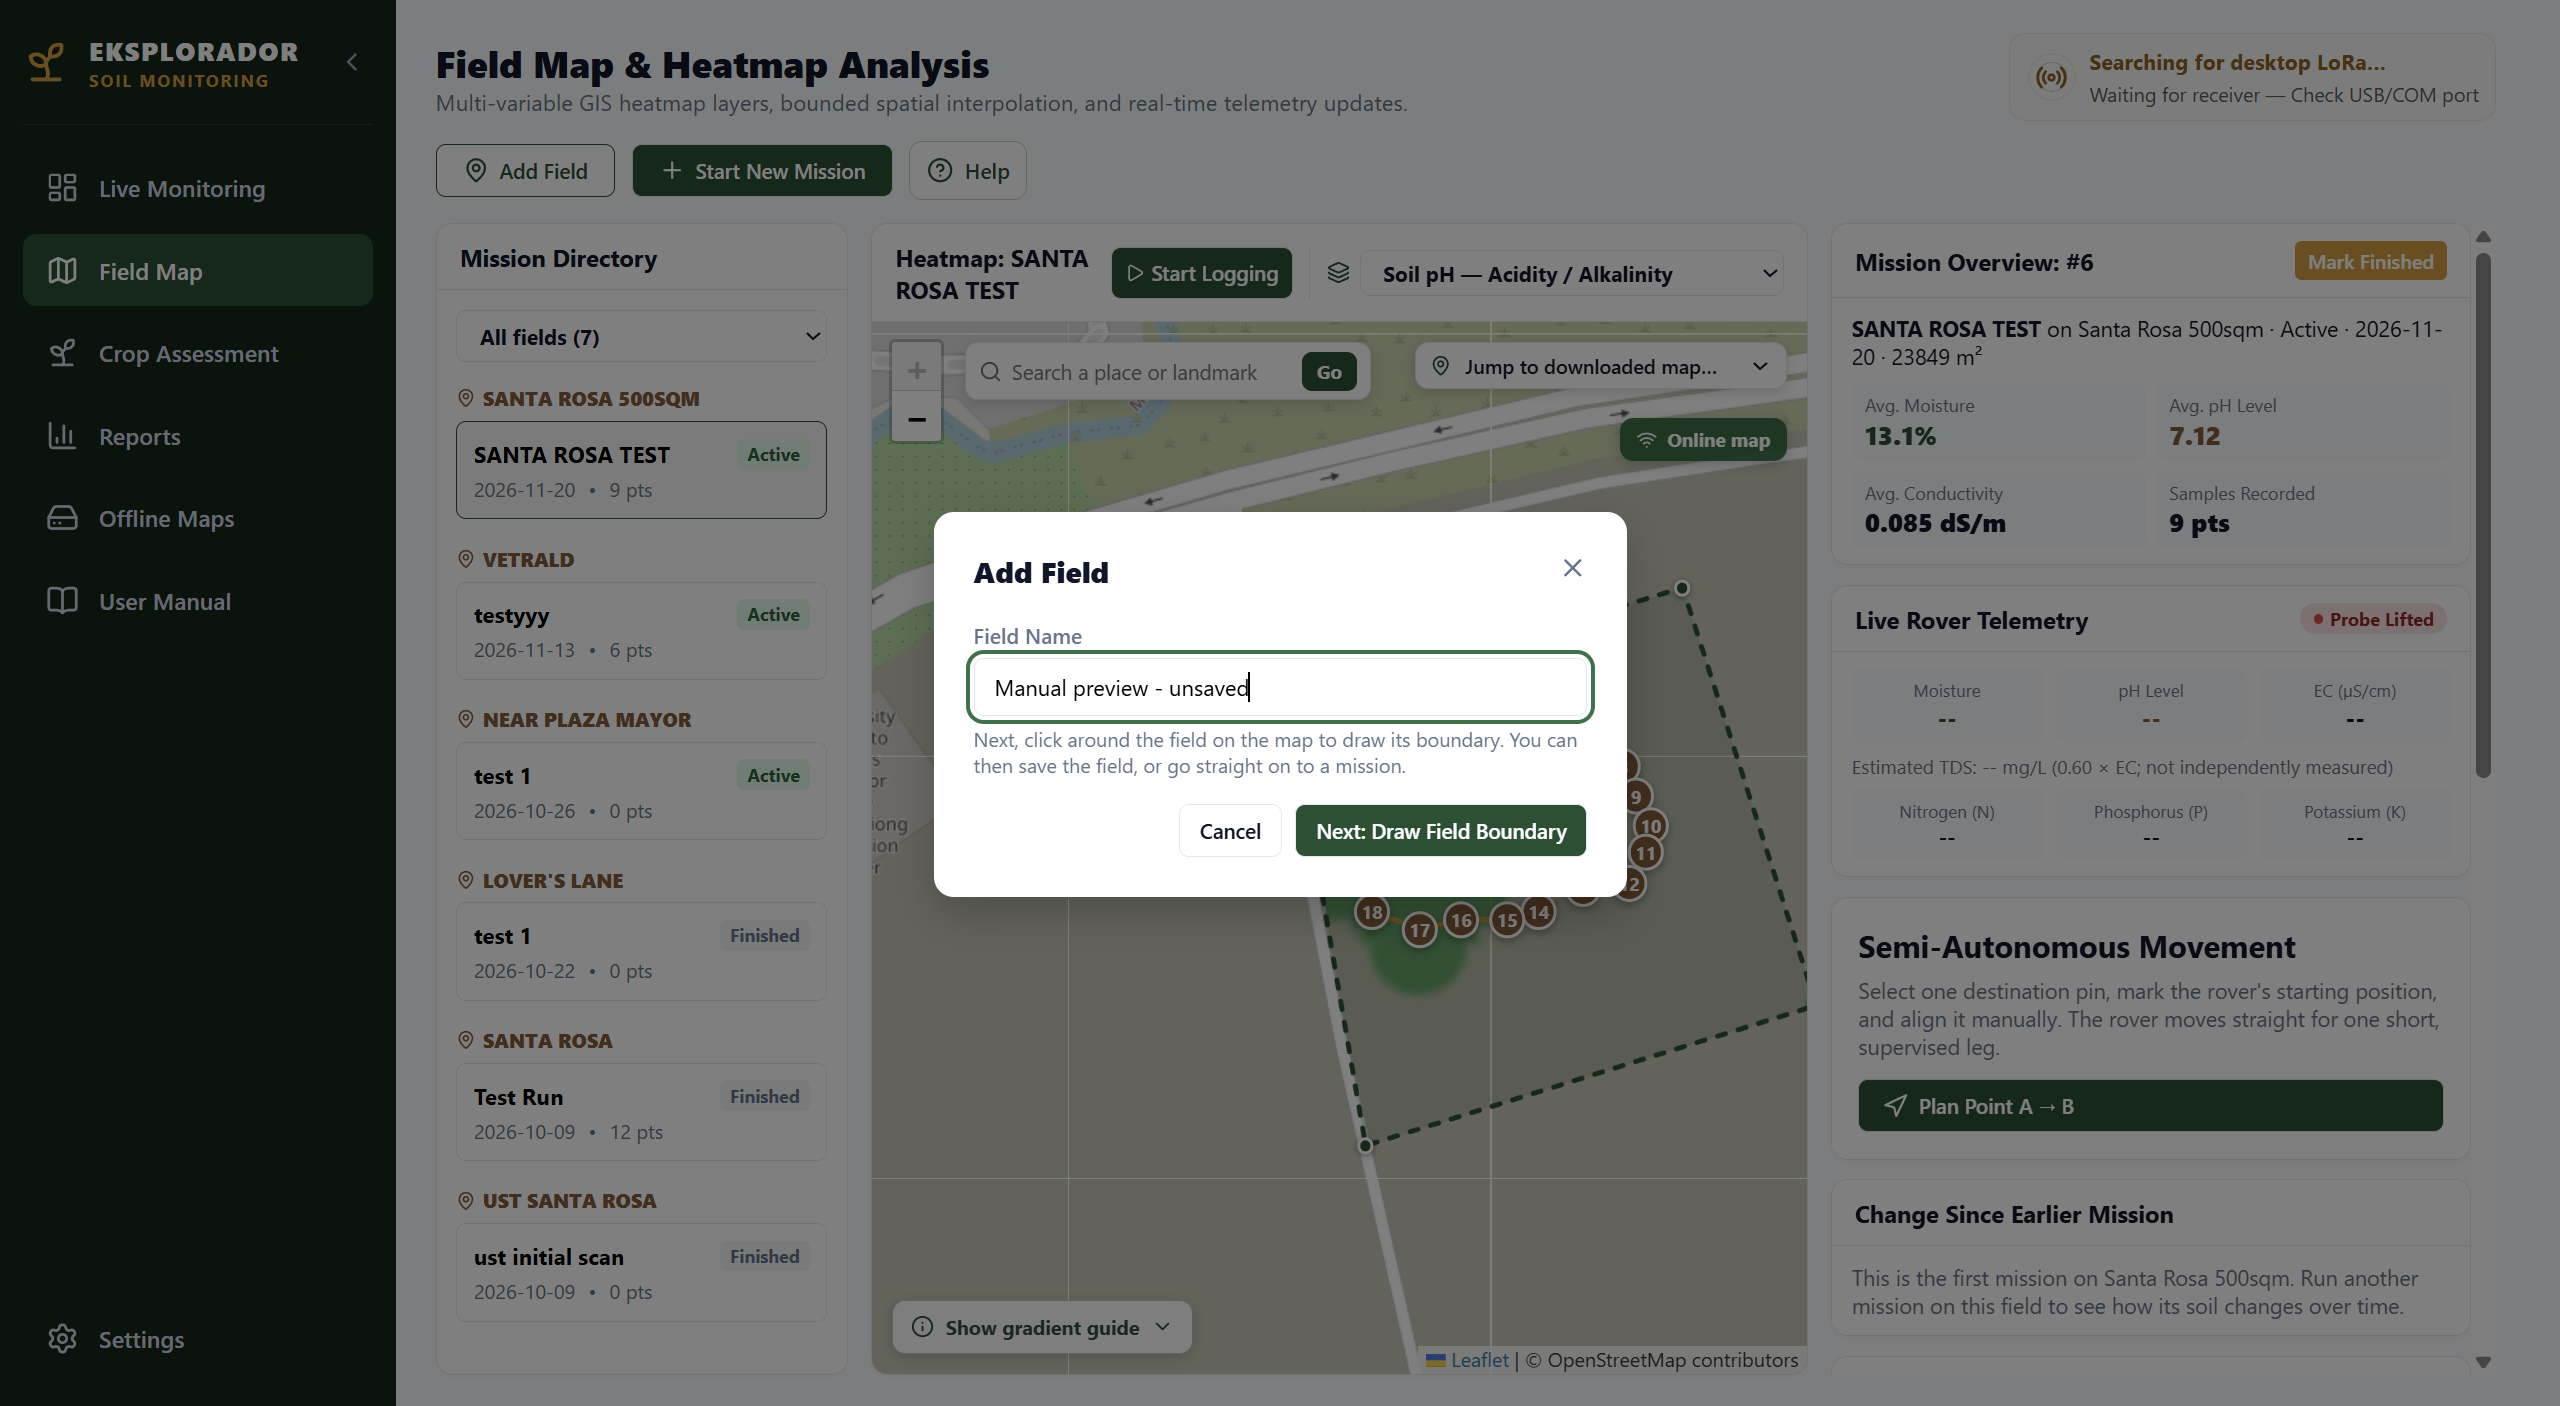 EKSPLORADOR
SOIL MONITORING
Live Monitoring
Field Map
Crop Assessment
Reports
Offline Maps
User Manual
Settings
Field Map & Heatmap Analysis
Multi-variable GIS heatmap layers, bounded spatial interpolation, and real-time telemetry updates.
Searching for desktop LoRa...
Waiting for receiver — Check USB/COM port
Add Field
Start New Mission
Help
Mission Directory
All fields (7)
SANTA ROSA 500SQM
SANTA ROSA TEST
Active
2026-11-20 • 9 pts
VETRALD
testyyy
Active
2026-11-13 • 6 pts
NEAR PLAZA MAYOR
test 1
Active
2026-10-26 • 0 pts
LOVER'S LANE
test 1
Finished
2026-10-22 • 0 pts
SANTA ROSA
Test Run
Finished
2026-10-09 • 12 pts
UST SANTA ROSA
ust initial scan
Finished
2026-10-09 • 0 pts
Heatmap: SANTA
ROSA TEST
Start Logging
Soil pH — Acidity / Alkalinity
Search a place or landmark
Go
Jump to downloaded map...
Online map
Add Field
Field Name
Manual preview - unsaved
Next, click around the field on the map to draw its boundary. You can
then save the field, or go straight on to a mission.
Cancel
Next: Draw Field Boundary
9
10
11
12
14
15
16
17
18
Show gradient guide
Leaflet | © OpenStreetMap contributors
Mission Overview: #6
Mark Finished
SANTA ROSA TEST on Santa Rosa 500sqm · Active · 2026-11-
20 · 23849 m²
Avg. Moisture
13.1%
Avg. pH Level
7.12
Avg. Conductivity
0.085 dS/m
Samples Recorded
9 pts
Live Rover Telemetry
Probe Lifted
Moisture
--
pH Level
--
EC (µS/cm)
--
Estimated TDS: -- mg/L (0.60 × EC; not independently measured)
Nitrogen (N)
--
Phosphorus (P)
--
Potassium (K)
--
Semi-Autonomous Movement
Select one destination pin, mark the rover's starting position,
and align it manually. The rover moves straight for one short,
supervised leg.
Plan Point A → B
Change Since Earlier Mission
This is the first mission on Santa Rosa 500sqm. Run another
mission on this field to see how its soil changes over time.